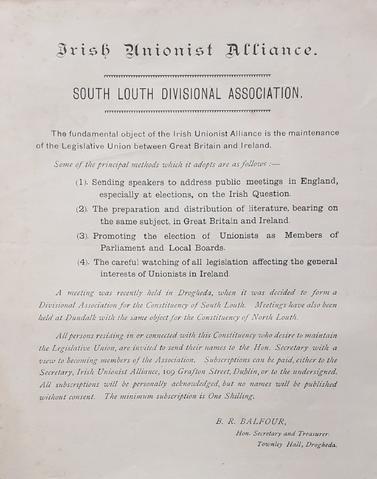 Irish Unionist Alliance.
SOUTH LOUTH DIVISIONAL ASSOCIATION.
The fundamental object of the Irish Unionist Alliance is the maintenance
of the Legislative Union between Great Britain and Ireland.
Some of the principal methods which it adopts are as follows :—
(1). Sending speakers to address public meetings in England,
especially at elections, on the Irish Question.
(2). The preparation and distribution of literature, bearing on
the same subject, in Great Britain and Ireland.
(3). Promoting the election of Unionists as Members of
Parliament and Local Boards.
(4). The careful watching of all legislation affecting the general
interests of Unionists in Ireland.
A meeting was recently held in Drogheda, when it was decided to form a
Divisional Association for the Constituency of South Louth. Meetings have also been
held at Dundalk with the same object for the Constituency of North Louth.
All persons residing in or connected with this Constituency who desire to maintain
the Legislative Union, are invited to send their names to the Hon. Secretary with a
view to becoming members of the Association. Subscriptions can be paid, either to the
Secretary, Irish Unionist Alliance, 109 Grafton Street, Dublin, or to the undersigned.
All subscriptions will be personally acknowledged, but no names will be published
without consent. The minimum subscription is One Shilling.
B. R. BALFOUR,
Hon. Secretary and Treasurer.
Townley Hall, Drogheda.